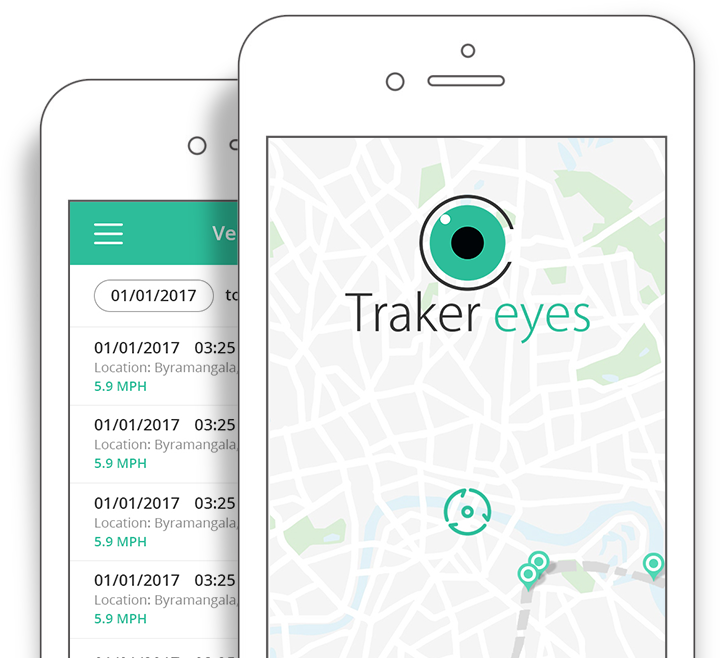 Ve
01/01/2017 to
01/01/2017 03:25
Location: Byramangala,
5.9 MPH
01/01/2017 03:25
Location: Byramangala,
5.9 MPH
01/01/2017 03:25
Location: Byramangala,
5.9 MPH
01/01/2017 03:25
Location: Byramangala,
5.9 MPH
Traker eyes